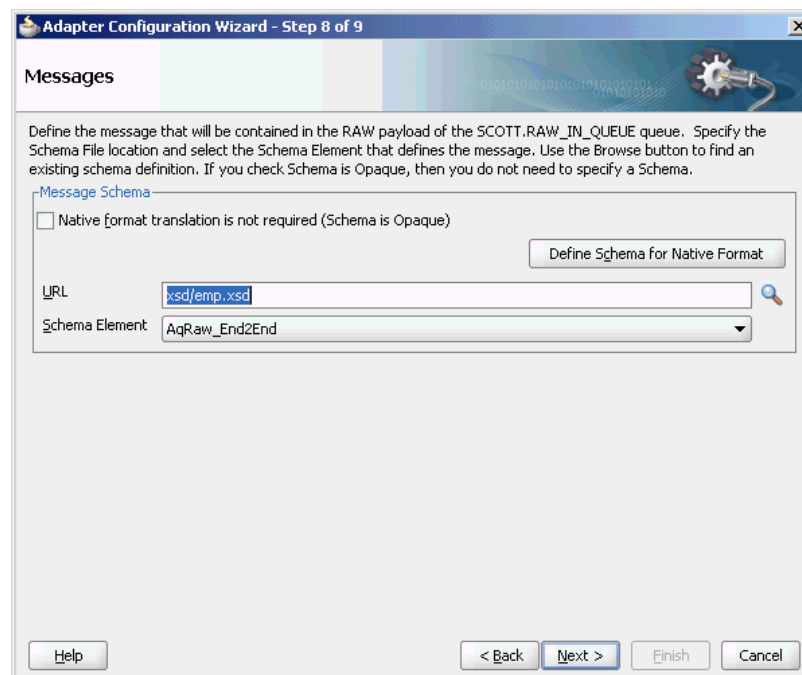 Adapter Configuration Wizard - Step 8 of 9
Messages
Define the message that will be contained in the RAW payload of the SCOTT.RAW_IN_QUEUE queue. Specify the
Schema File location and select the Schema Element that defines the message. Use the Browse button to find an
existing schema definition. If you check Schema is Opaque, then you do not need to specify a Schema.
Message Schema
Native format translation is not required (Schema is Opaque)
Define Schema for Native Format
URL xsd/emp.xsd
Schema Element AqRaw_End2End
Help < Back Next > Finish Cancel